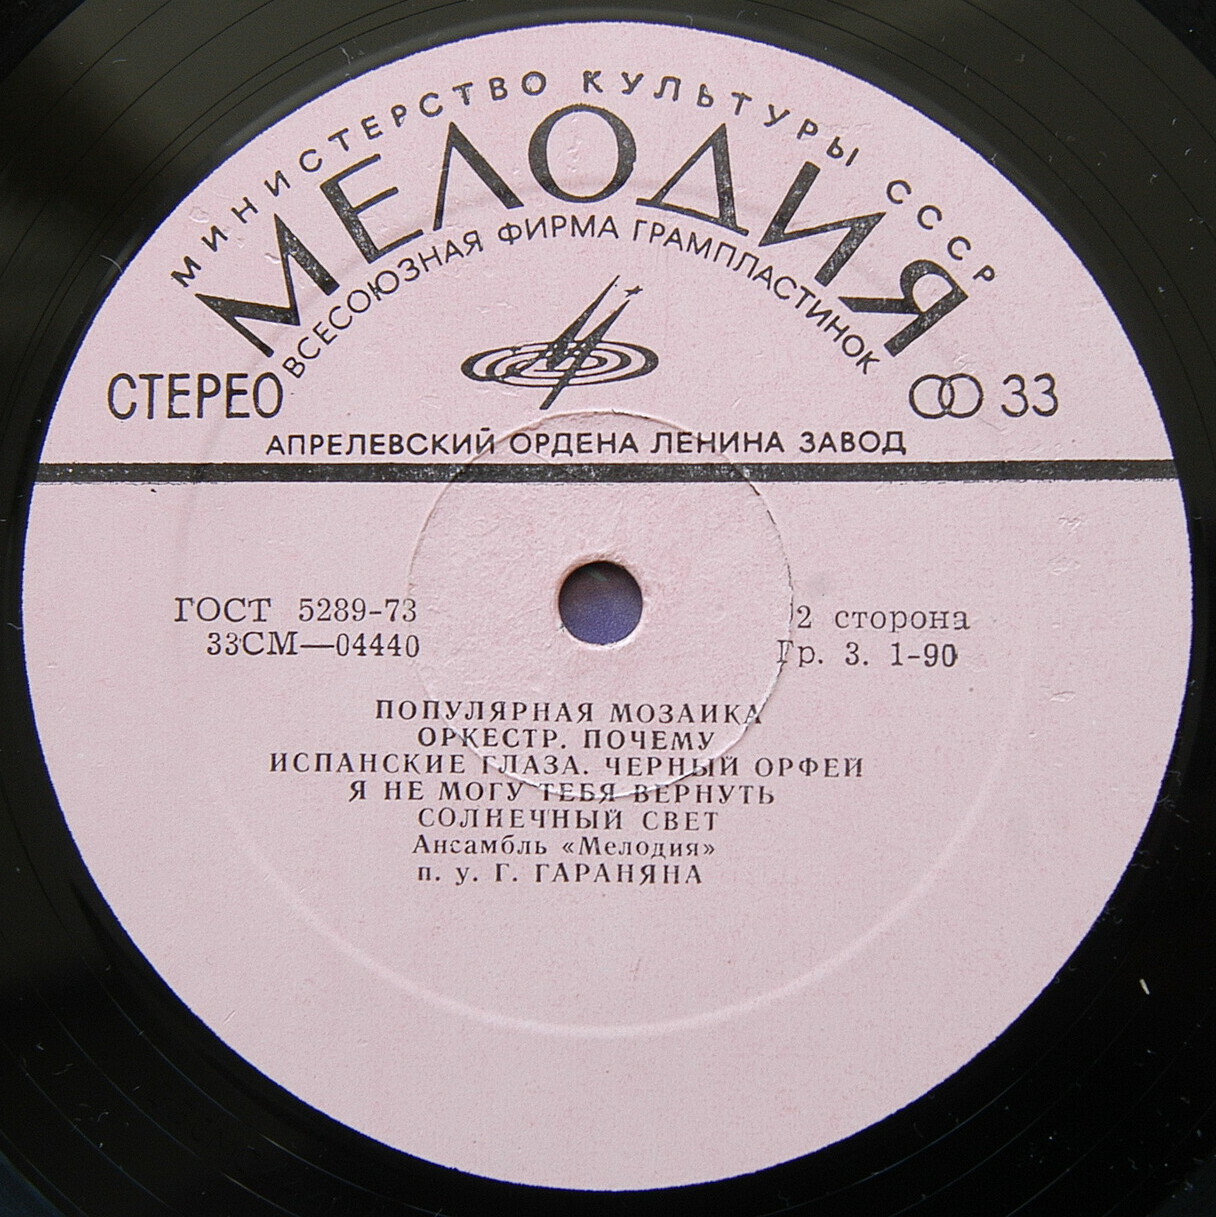 МИНИСТЕРСТВО КУЛЬТУРЫ СССР
МЕЛОДИЯ
ВСЕСОЮЗНАЯ ФИРМА ГРАМПЛАСТИНОК
СТЕРЕО
33
АПРЕЛЕВСКИЙ ОРДЕНА ЛЕНИНА ЗАВОД
ГОСТ 5289-73
33СМ—04440
2 сторона
Гр. 3. 1-90
ПОПУЛЯРНАЯ МОЗАИКА
ОРКЕСТР. ПОЧЕМУ
ИСПАНСКИЕ ГЛАЗА. ЧЕРНЫЙ ОРФЕЙ
Я НЕ МОГУ ТЕБЯ ВЕРНУТЬ
СОЛНЕЧНЫЙ СВЕТ
Ансамбль «Мелодия»
п. у. Г. ГАРАНЯНА